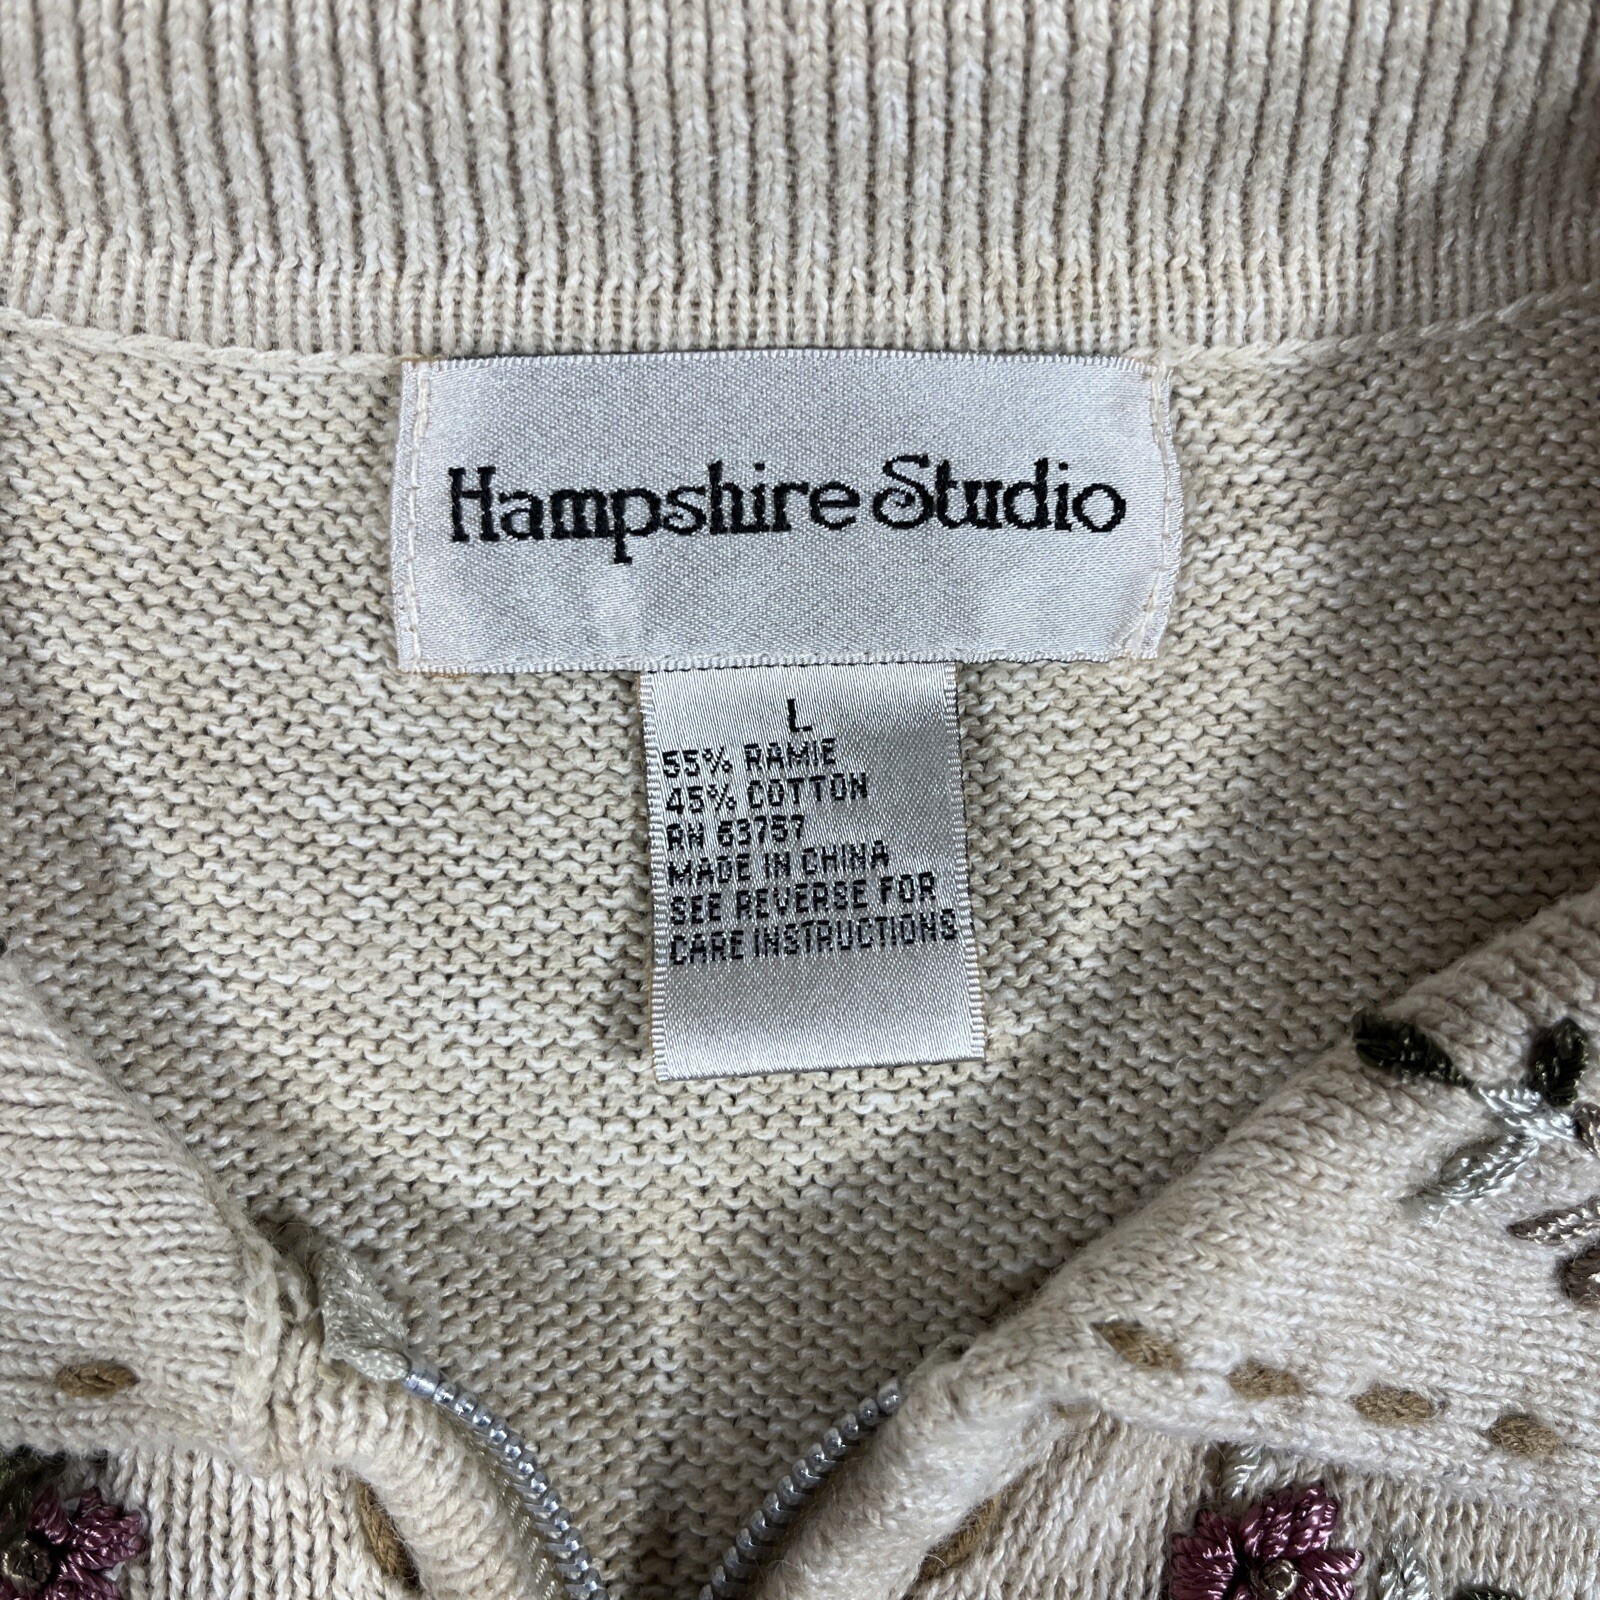 Hampshire Studio
L
55% RAMIE
45% COTTON
RN 63757
MADE IN CHINA
SEE REVERSE FOR
CARE INSTRUCTIONS